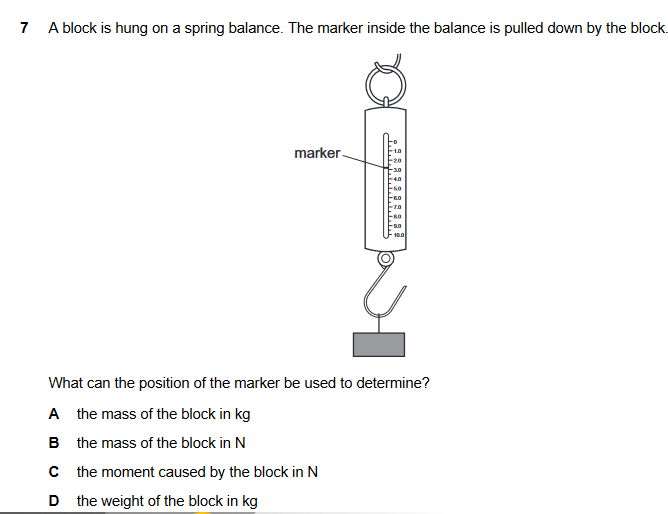 7 A block is hung on a spring balance. The marker inside the balance is pulled down by the block.
marker
0
1.0
2.0
3.0
4.0
5.0
6.0
7.0
8.0
9.0
10.0
What can the position of the marker be used to determine?
A the mass of the block in kg
B the mass of the block in N
C the moment caused by the block in N
D the weight of the block in kg